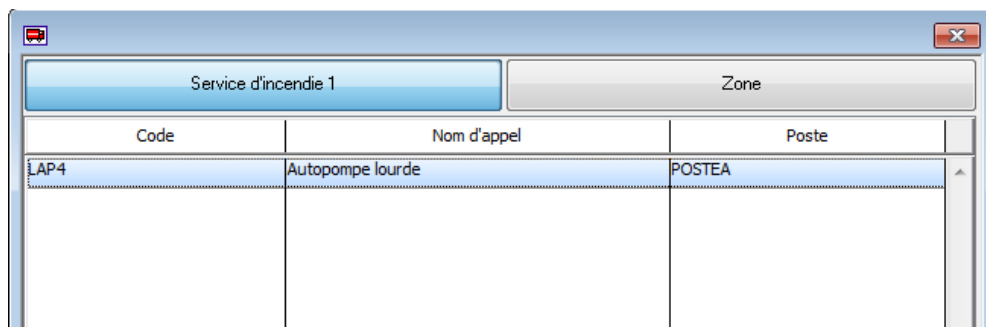 Service d'incendie 1 Zone
Code Nom d'appel Poste
LAP4 Autopompe lourde POSTEA